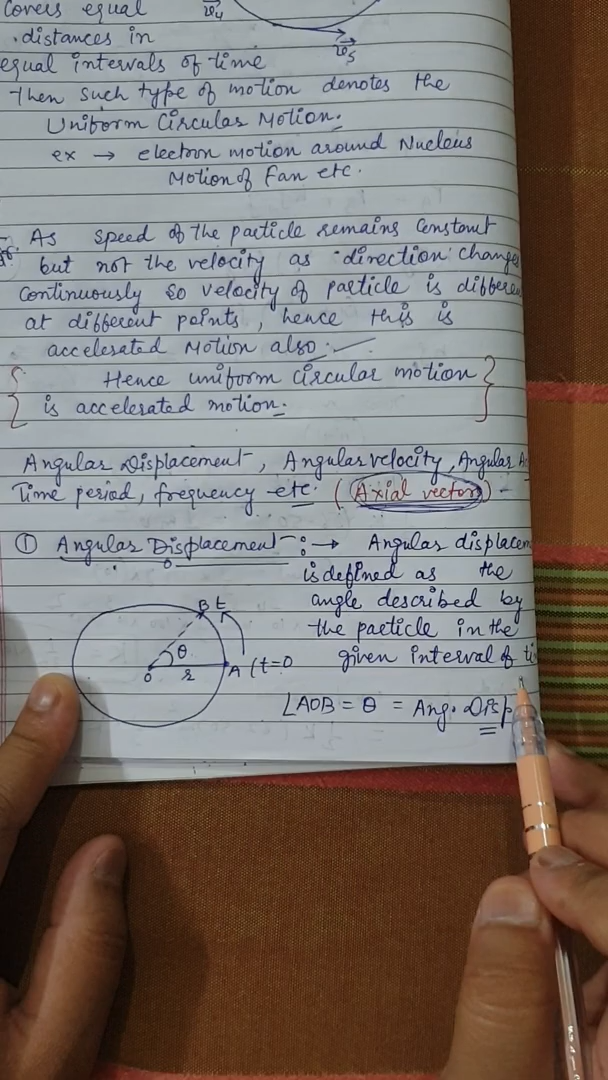 Covers equal
distances in
equal intervals of time
Then such type of motion denotes the
Uniform Circular Motion.
ex → electron motion around Nucleus
Motion of Fan etc.
As speed of the particle remains Constant
but not the velocity as direction changes
Continuously so velocity of particle is differen
at different points, hence this is
accelerated Motion also.
Hence uniform circular motion
is accelerated motion.
Angular Displacement, Angular velocity, Angular A
Time period, frequency etc. (Axial vectors)
① Angular Displacement :→ Angular displacem
is defined as the
angle described by
the particle in the
given interval of ti
∠AOB = θ = Ang. Disp
V₄
V₅
B t
θ
O r A (t=0